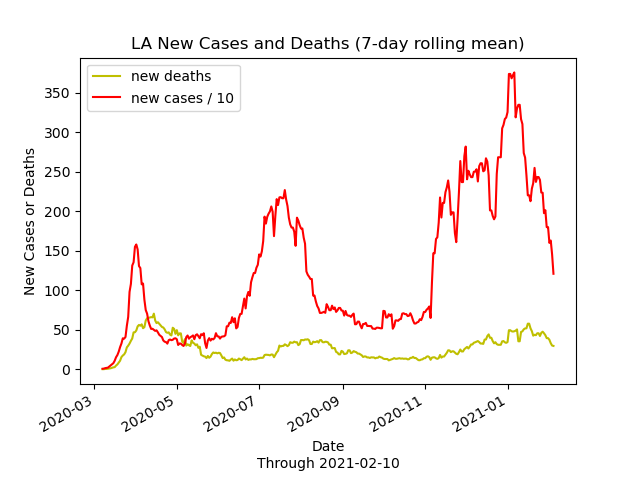 LA New Cases and Deaths (7-day rolling mean)
new deaths
new cases / 10
350
300
250
200
150
100
50
0
New Cases or Deaths
2020-03
2020-05
2020-07
2020-09
2020-11
2021-01
Date
Through 2021-02-10